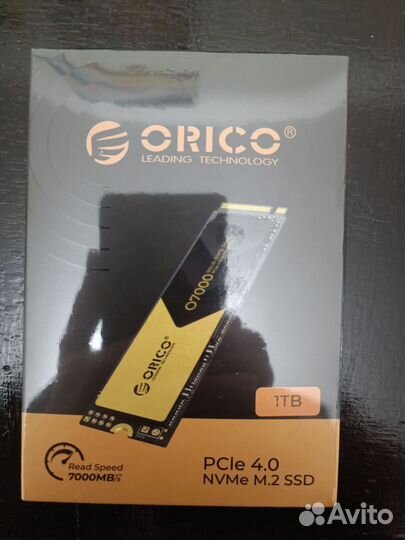 ORICO®
LEADING TECHNOLOGY
O7000
ORICO
1TB
Read Speed
7000MB/s
PCIe 4.0
NVMe M.2 SSD
Avito